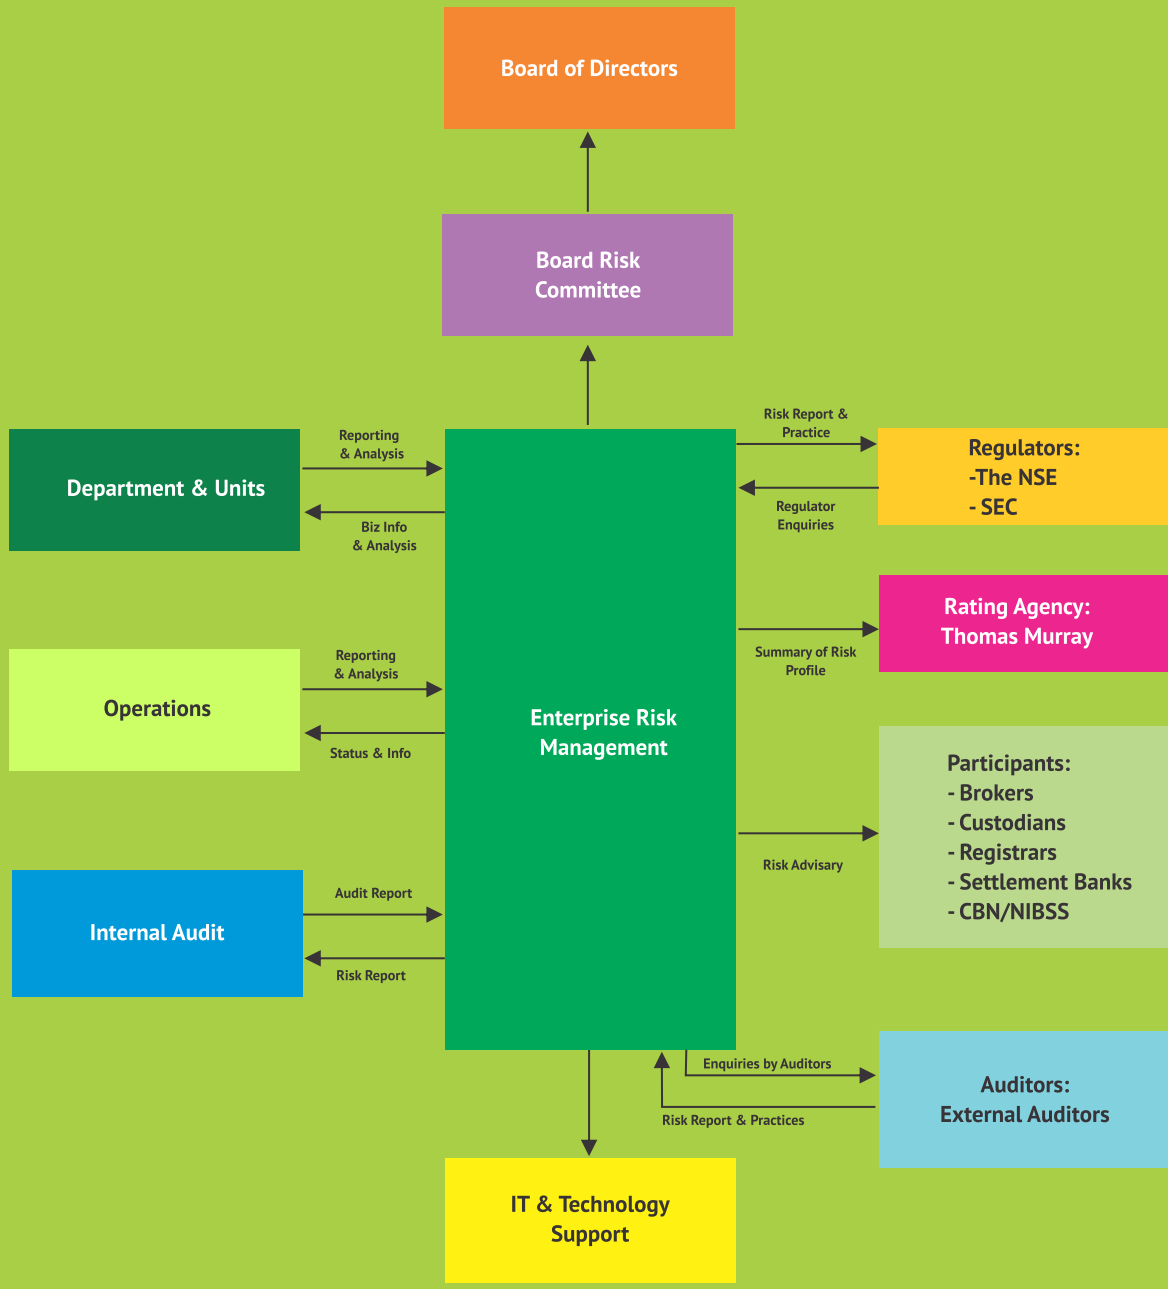 Board of Directors
Board Risk
Committee
Reporting
& Analysis
Department & Units
Biz Info
& Analysis
Risk Report &
Practice
Regulators:
-The NSE
- SEC
Regulator
Enquiries
Rating Agency:
Thomas Murray
Summary of Risk
Profile
Reporting
& Analysis
Operations
Status & Info
Enterprise Risk
Management
Participants:
- Brokers
- Custodians
- Registrars
- Settlement Banks
- CBN/NIBSS
Risk Advisary
Audit Report
Internal Audit
Risk Report
Enquiries by Auditors
Risk Report & Practices
Auditors:
External Auditors
IT & Technology
Support